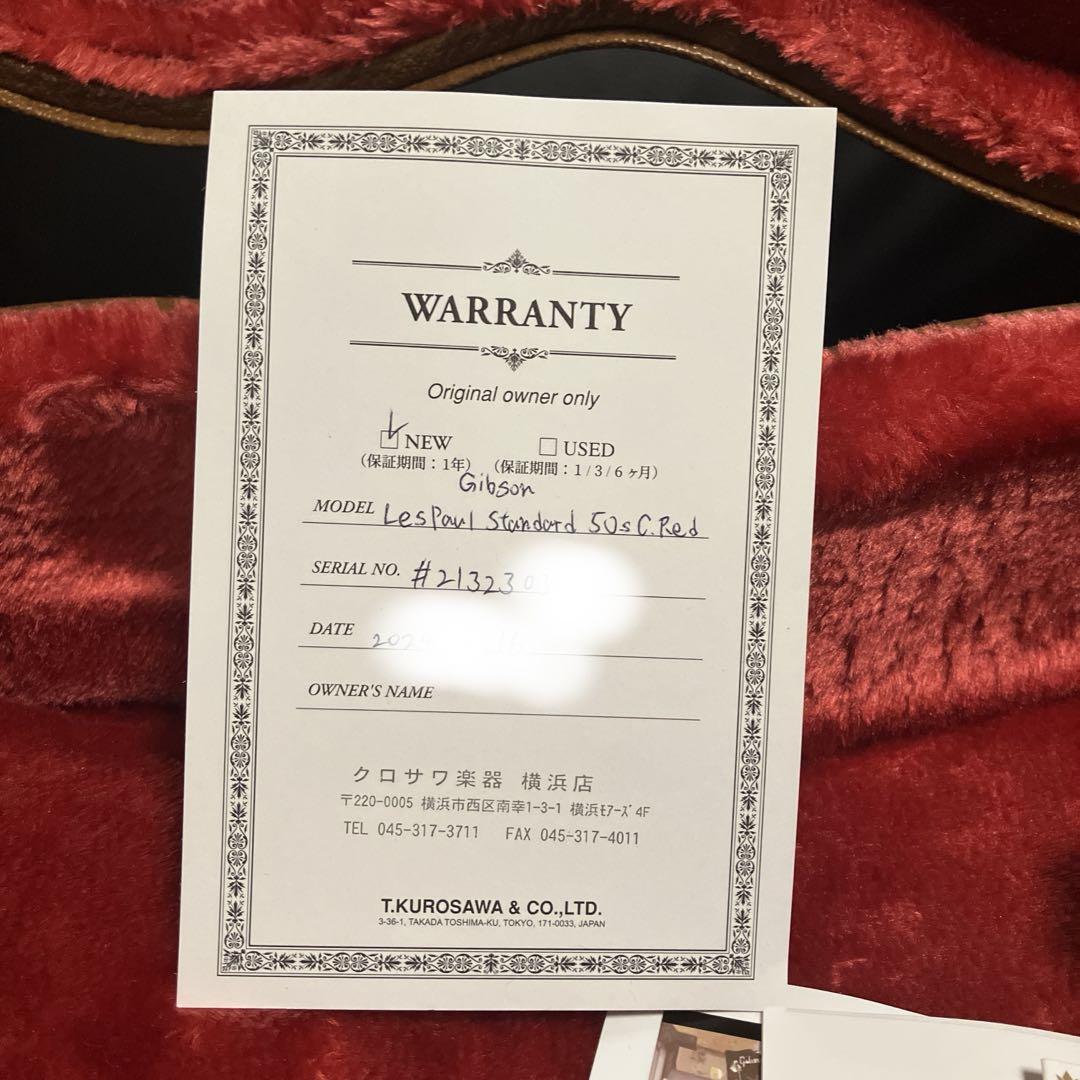 WARRANTY
Original owner only
NEW USED
(保証期間：1年) (保証期間：1/3/6ヶ月)
Gibson
MODEL LesPaul Standard 50s C.Red
SERIAL NO. #21323
DATE
OWNER'S NAME
クロサワ楽器 横浜店
〒220-0005 横浜市西区南幸1-3-1 横浜ﾓｱｰｽﾞ4F
TEL 045-317-3711 FAX 045-317-4011
T.KUROSAWA & CO.,LTD.
3-36-1, TAKADA TOSHIMA-KU, TOKYO, 171-0033, JAPAN